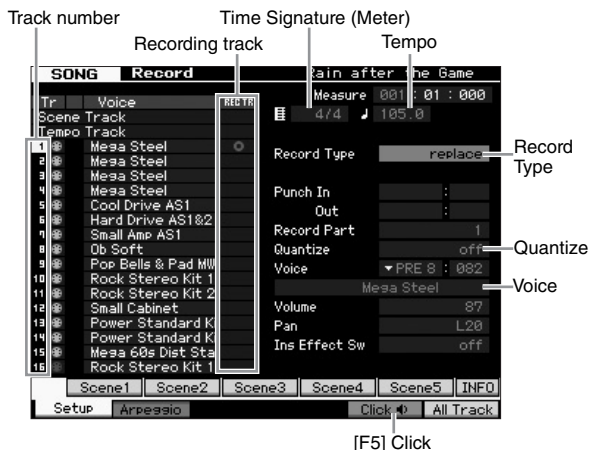 Track number
Time Signature (Meter)
Recording track
Tempo
SONG Record Rain after the Game
Measure 001 : 01 : 000
Tr Voice REC TR
4/4 105.0
Scene Track
Tempo Track
1 Mega Steel
2 Mega Steel
3 Mega Steel
4 Mega Steel
5 Cool Drive AS1
6 Hard Drive AS1&2
7 Small Amp AS1
8 Ob Soft
9 Pop Bells & Pad MW
10 Rock Stereo Kit 1
11 Rock Stereo Kit 2
12 Small Cabinet
13 Power Standard K
14 Power Standard K
15 Mega 60s Dist Sta
16 Rock Stereo Kit 1
Record Type replace
Record Type
Punch In :
Out :
Record Part 1
Quantize off
Quantize
Voice PRE 8 : 082
Mega Steel
Voice
Volume 87
Pan L20
Ins Effect Sw off
Scene1 Scene2 Scene3 Scene4 Scene5 INFO
Setup Arpeggio Click All Track
[F5] Click